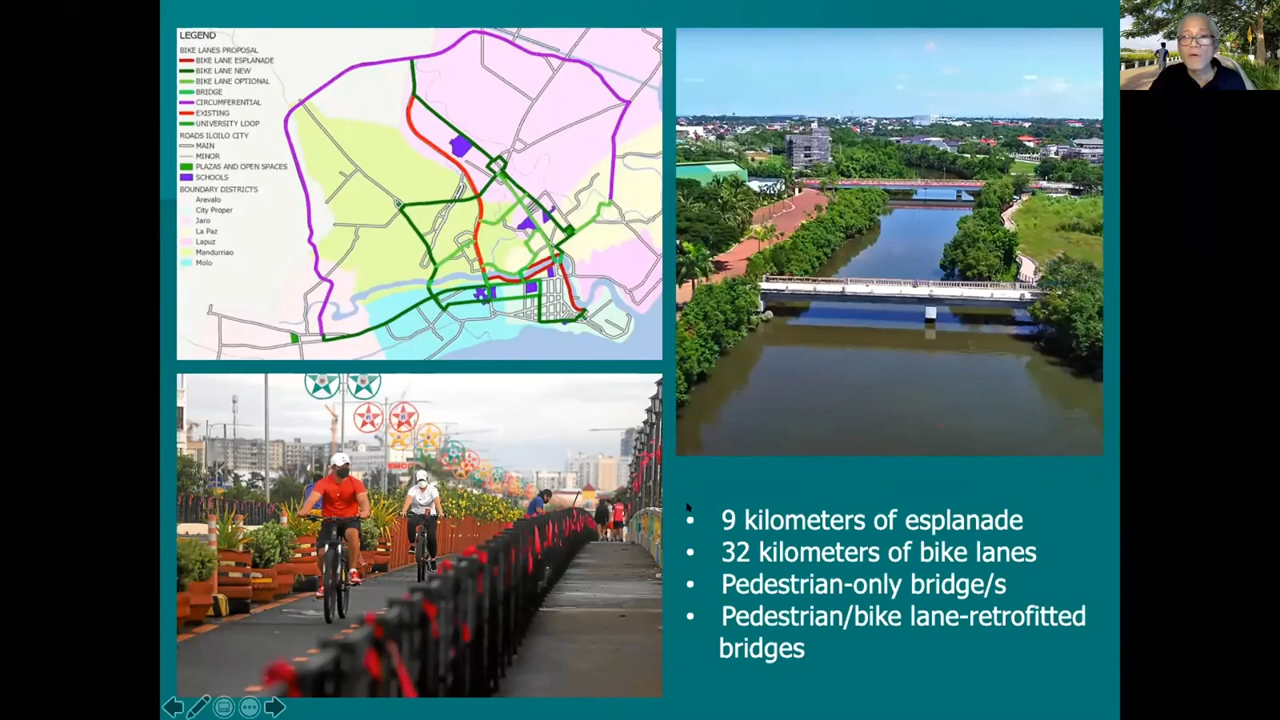 LEGEND
BIKE LANES PROPOSAL
BIKE LANE ESPLANADE
BIKE LANE NEW
BIKE LANE OPTIONAL
BRIDGE
CIRCUMFERENTIAL
EXISTING
UNIVERSITY LOOP
ROADS ILOILO CITY
MAIN
MINOR
PLAZAS AND OPEN SPACES
SCHOOLS
BOUNDARY DISTRICTS
Arevalo
City Proper
Jaro
La Paz
Lapuz
Mandurriao
Molo
• 9 kilometers of esplanade
• 32 kilometers of bike lanes
• Pedestrian-only bridge/s
• Pedestrian/bike lane-retrofitted
bridges